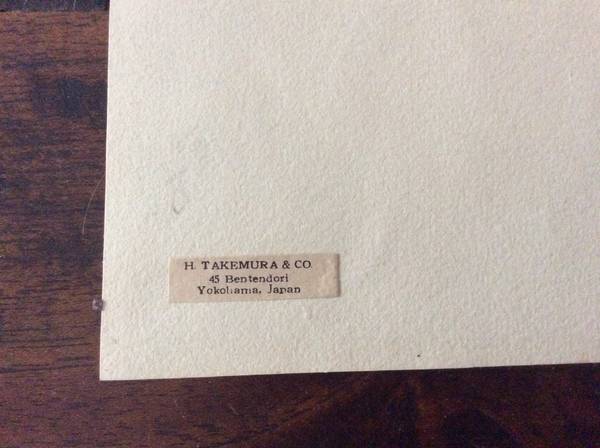 H. TAKEMURA & CO.
45 Bentendori
Yokohama, Japan